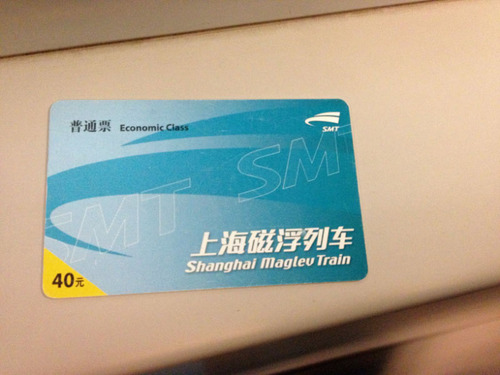 普通票 Economic Class
SMT
SMT
SMT
上海磁浮列车
Shanghai Maglev Train
40元